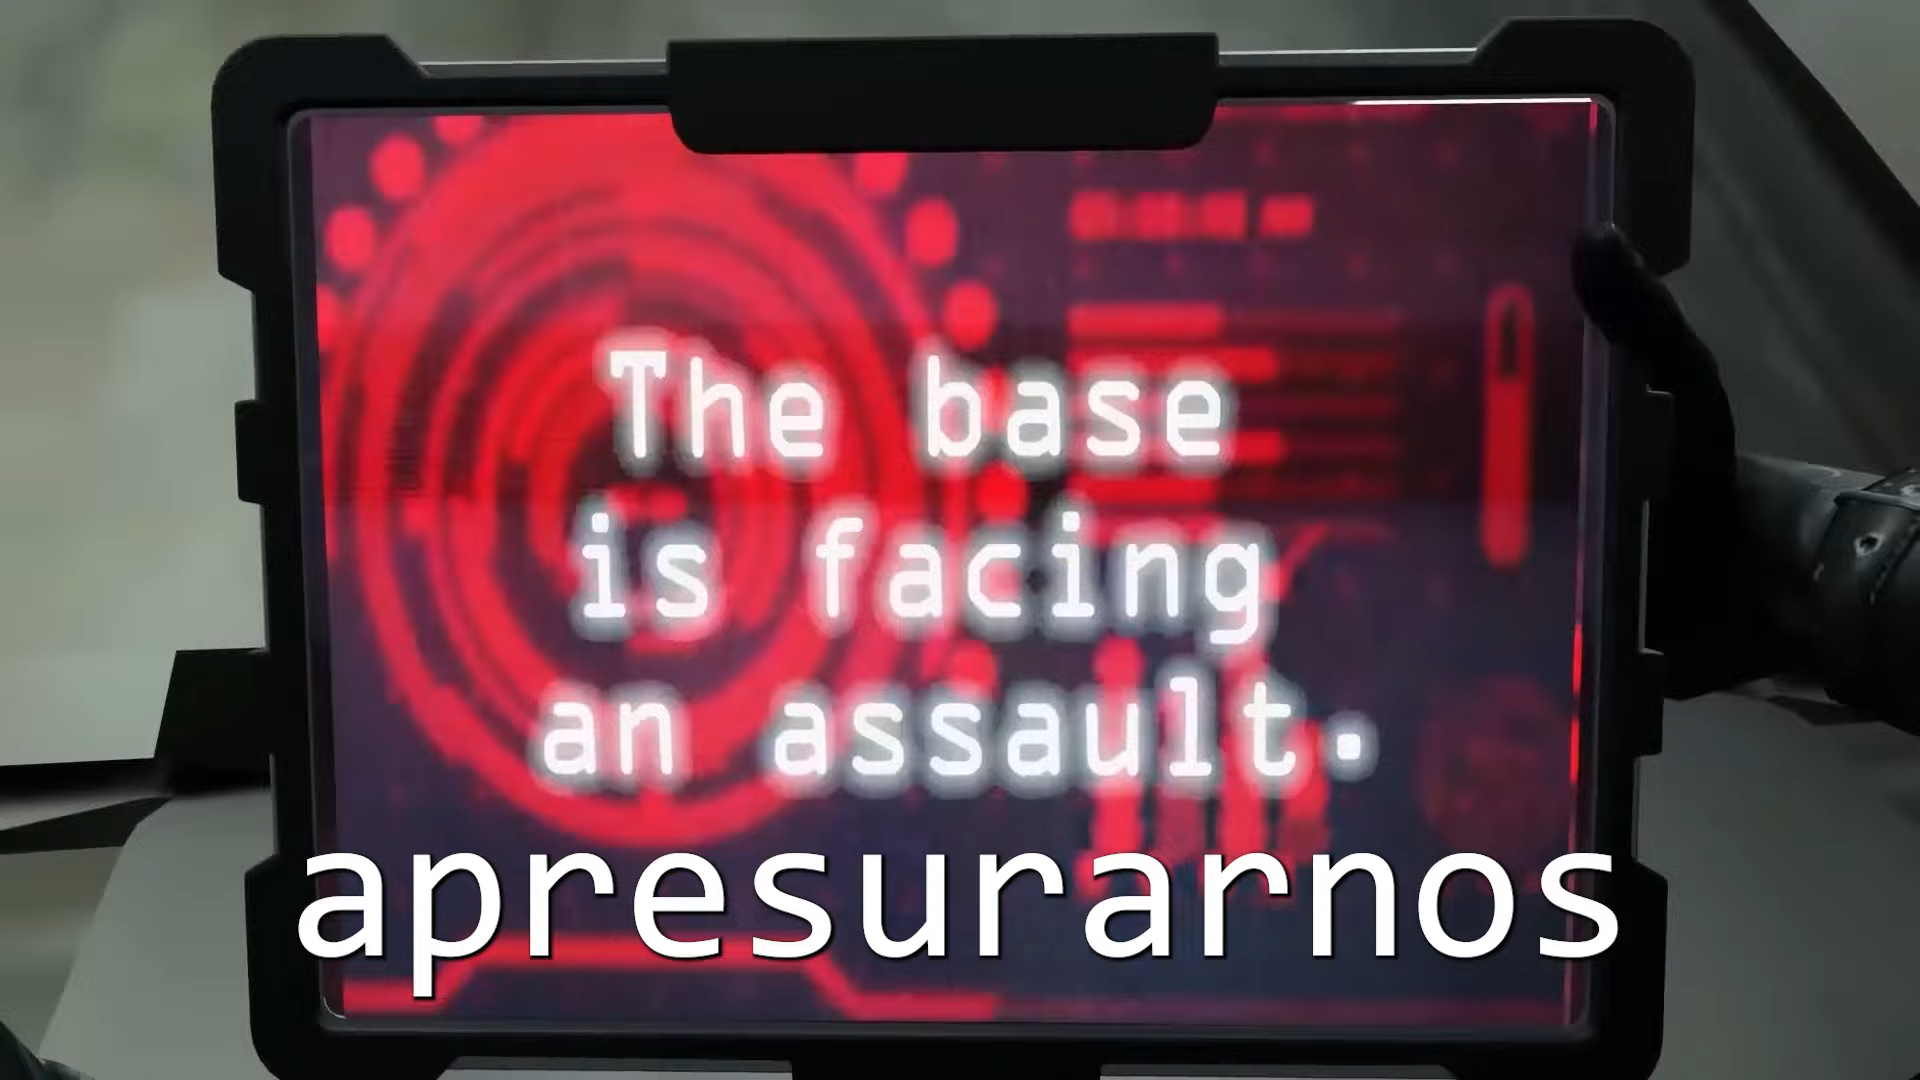 The base
is facing
an assault.
apresurarnos